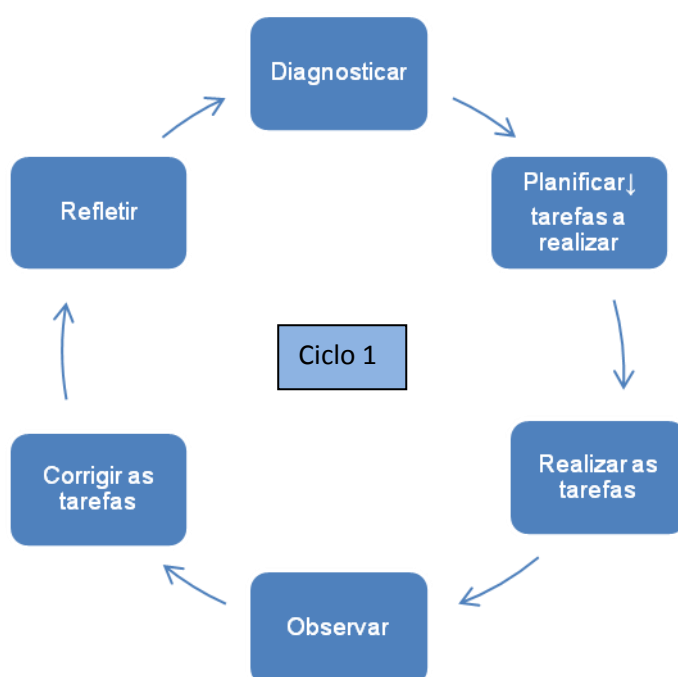 Diagnosticar
Planificar↓
tarefas a
realizar
Realizar as
tarefas
Observar
Corrigir as
tarefas
Refletir
Ciclo 1